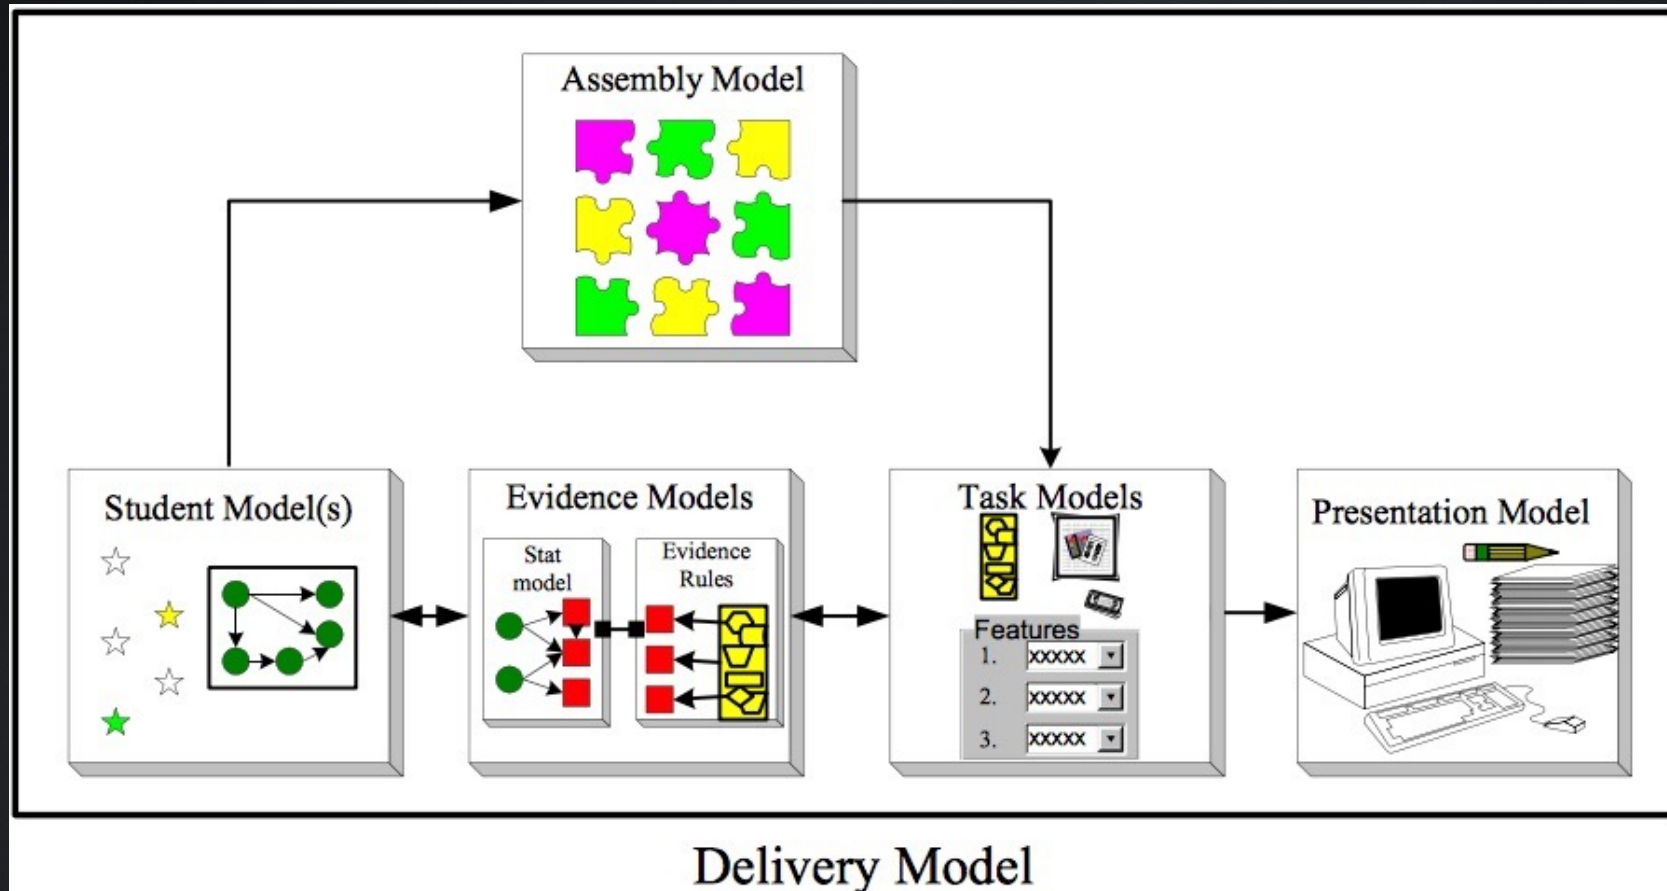 Assembly Model
Student Model(s)
Evidence Models
Stat
model
Evidence
Rules
Task Models
Features
1. xxxxx
2. xxxxx
3. xxxxx
Presentation Model
Delivery Model